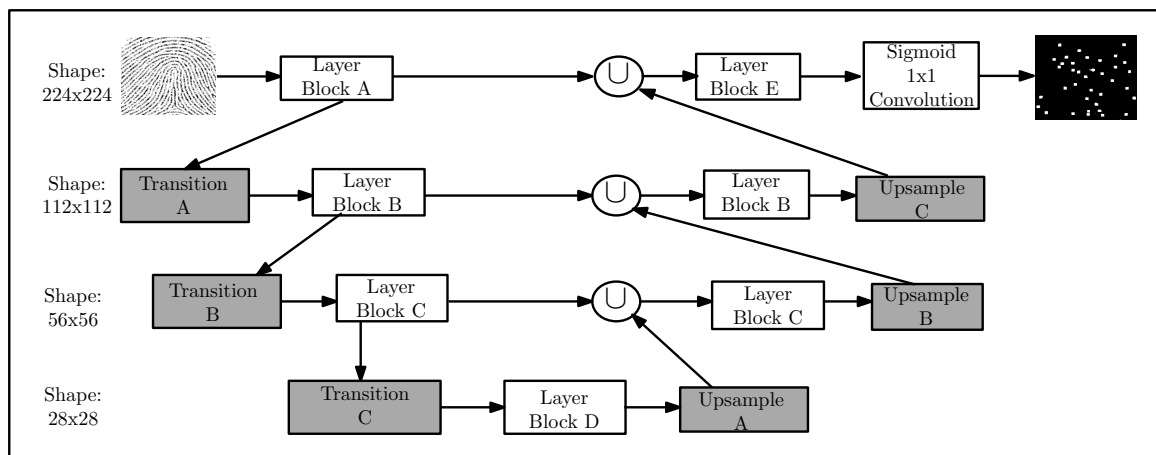 Shape:
224x224
Layer
Block A
∪
Layer
Block E
Sigmoid
1x1
Convolution
Shape:
112x112
Transition
A
Layer
Block B
∪
Layer
Block B
Upsample
C
Shape:
56x56
Transition
B
Layer
Block C
∪
Layer
Block C
Upsample
B
Shape:
28x28
Transition
C
Layer
Block D
Upsample
A